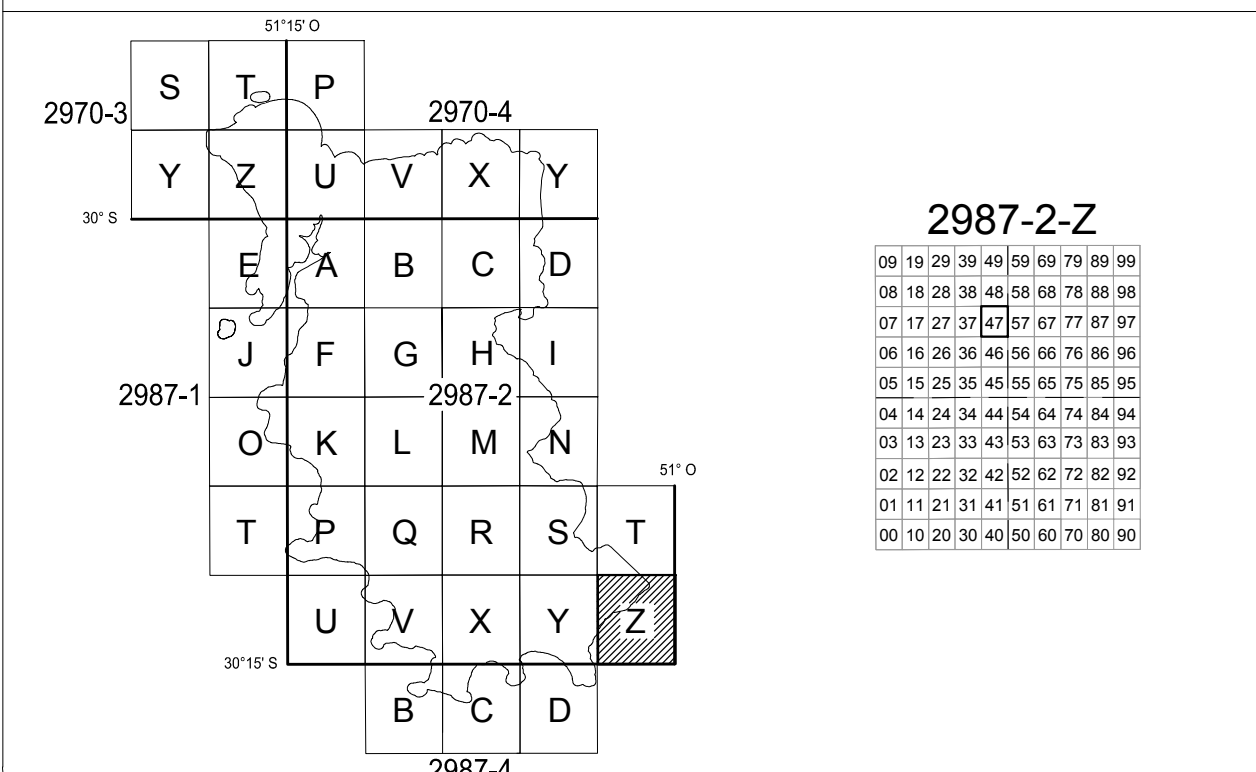 51°15' O
S T P
2970-3 2970-4
Y Z U V X Y
30° S
E A B C D
J F G H I
2987-1 2987-2
O K L M N
51° O
T P Q R S T
U V X Y Z
30°15' S
B C D
2987-4
2987-2-Z
09 19 29 39 49 59 69 79 89 99
08 18 28 38 48 58 68 78 88 98
07 17 27 37 47 57 67 77 87 97
06 16 26 36 46 56 66 76 86 96
05 15 25 35 45 55 65 75 85 95
04 14 24 34 44 54 64 74 84 94
03 13 23 33 43 53 63 73 83 93
02 12 22 32 42 52 62 72 82 92
01 11 21 31 41 51 61 71 81 91
00 10 20 30 40 50 60 70 80 90